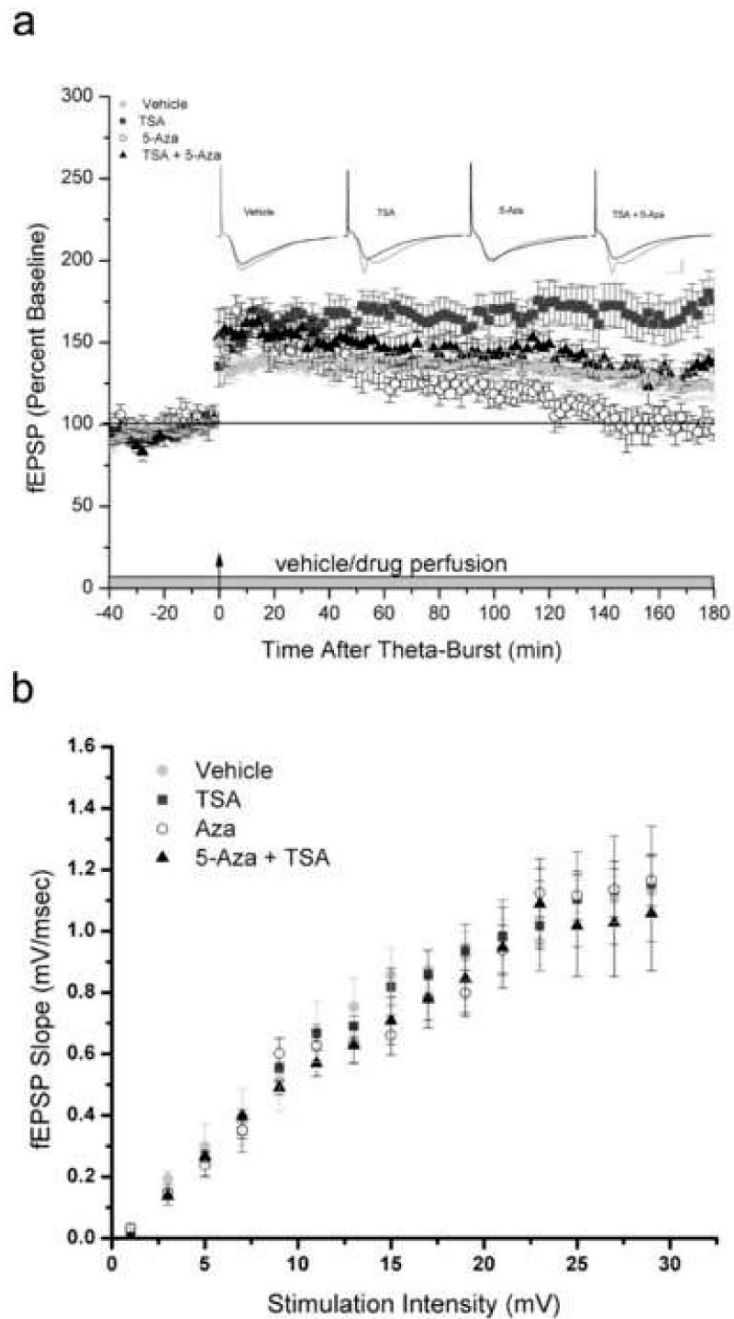 a
300
250
200
150
100
50
0
fEPSP (Percent Baseline)
Vehicle
TSA
5-Aza
TSA + 5-Aza
Vehicle
TSA
5-Aza
TSA + 5-Aza
vehicle/drug perfusion
-40 -20 0 20 40 60 80 100 120 140 160 180
Time After Theta-Burst (min)
b
1.6
1.4
1.2
1.0
0.8
0.6
0.4
0.2
0.0
fEPSP Slope (mV/msec)
Vehicle
TSA
Aza
5-Aza + TSA
0 5 10 15 20 25 30
Stimulation Intensity (mV)